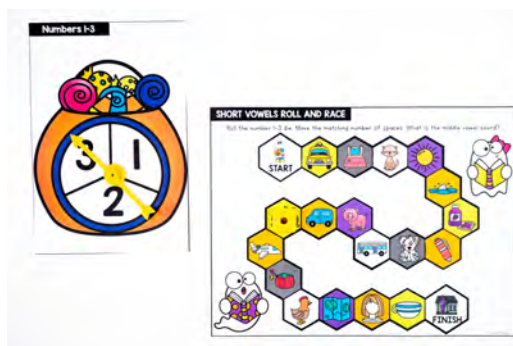 Numbers 1-3
3 1
2
SHORT VOWELS ROLL AND RACE
Roll the number 1-3 die. Move the matching number of spaces. What is the middle vowel sound?
START
FINISH